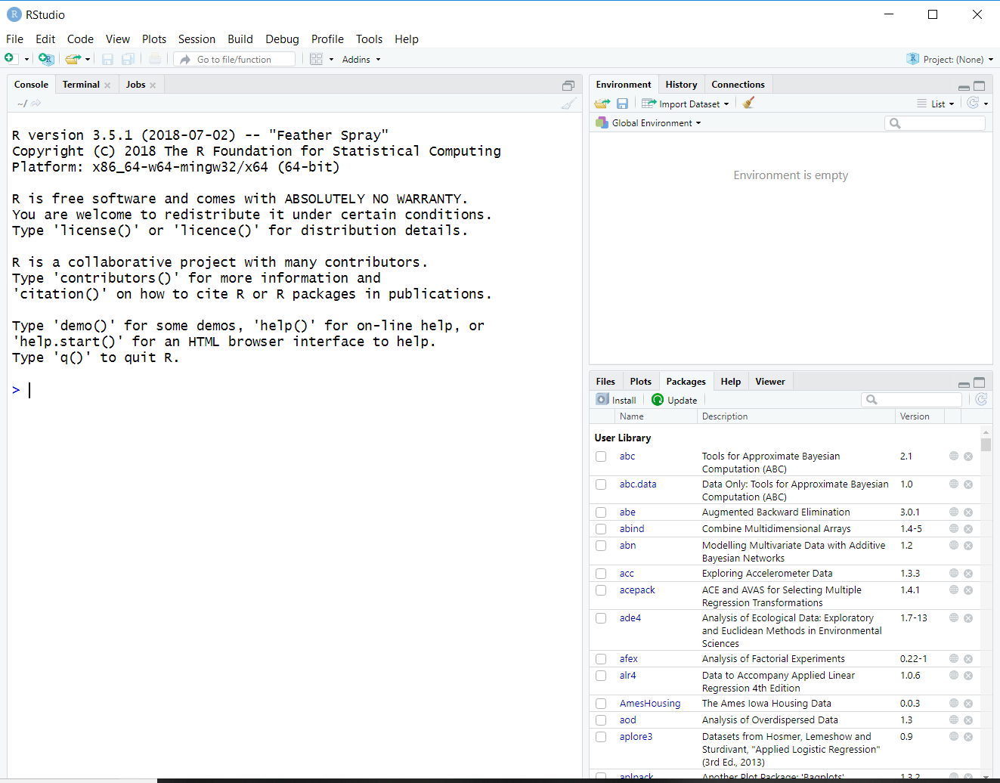 RStudio
File Edit Code View Plots Session Build Debug Profile Tools Help
Go to file/function Addins Project: (None)
Console Terminal Jobs
~/
R version 3.5.1 (2018-07-02) -- "Feather Spray"
Copyright (C) 2018 The R Foundation for Statistical Computing
Platform: x86_64-w64-mingw32/x64 (64-bit)
R is free software and comes with ABSOLUTELY NO WARRANTY.
You are welcome to redistribute it under certain conditions.
Type 'license()' or 'licence()' for distribution details.
R is a collaborative project with many contributors.
Type 'contributors()' for more information and
'citation()' on how to cite R or R packages in publications.
Type 'demo()' for some demos, 'help()' for on-line help, or
'help.start()' for an HTML browser interface to help.
Type 'q()' to quit R.
>
Environment History Connections
Import Dataset List
Global Environment
Environment is empty
Files Plots Packages Help Viewer
Install Update
Name Description Version
User Library
abc Tools for Approximate Bayesian 2.1
Computation (ABC)
abc.data Data Only: Tools for Approximate Bayesian 1.0
Computation (ABC)
abe Augmented Backward Elimination 3.0.1
abind Combine Multidimensional Arrays 1.4-5
abn Modelling Multivariate Data with Additive 1.2
Bayesian Networks
acc Exploring Accelerometer Data 1.3.3
acepack ACE and AVAS for Selecting Multiple 1.4.1
Regression Transformations
ade4 Analysis of Ecological Data: Exploratory 1.7-13
and Euclidean Methods in Environmental
Sciences
afex Analysis of Factorial Experiments 0.22-1
alr4 Data to Accompany Applied Linear 1.0.6
Regression 4th Edition
AmesHousing The Ames Iowa Housing Data 0.0.3
aod Analysis of Overdispersed Data 1.3
aplore3 Datasets from Hosmer, Lemeshow and 0.9
Sturdivant, "Applied Logistic Regression"
(3rd Ed., 2013)
aplpack Another Plot Package: 'Bagplots', 1.3.2